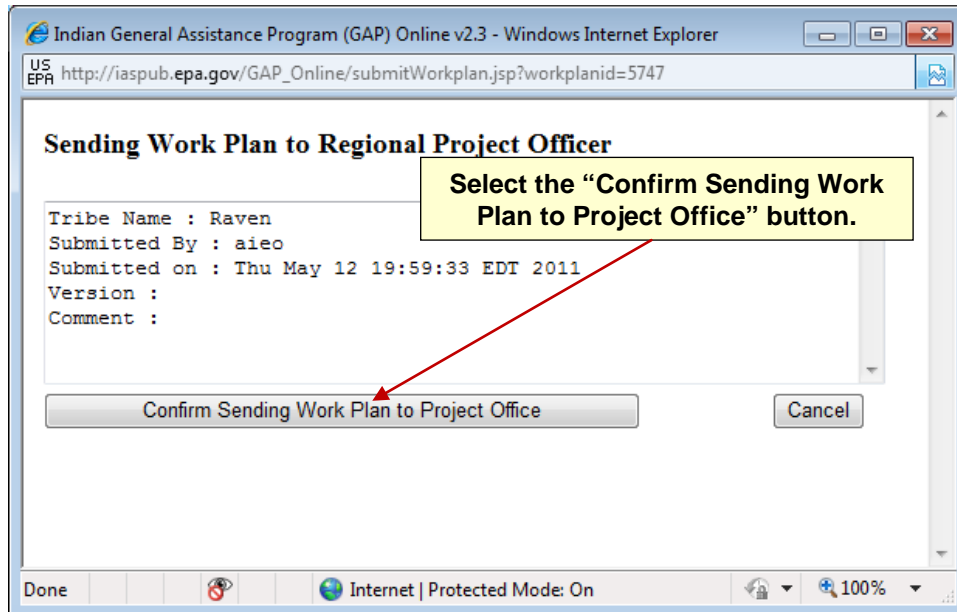 Indian General Assistance Program (GAP) Online v2.3 - Windows Internet Explorer
US
EPA
http://iaspub.epa.gov/GAP_Online/submitWorkplan.jsp?workplanid=5747
Sending Work Plan to Regional Project Officer
Select the “Confirm Sending Work
Plan to Project Office” button.
Tribe Name : Raven
Submitted By : aieo
Submitted on : Thu May 12 19:59:33 EDT 2011
Version :
Comment :
Confirm Sending Work Plan to Project Office
Cancel
Done
Internet | Protected Mode: On
100%